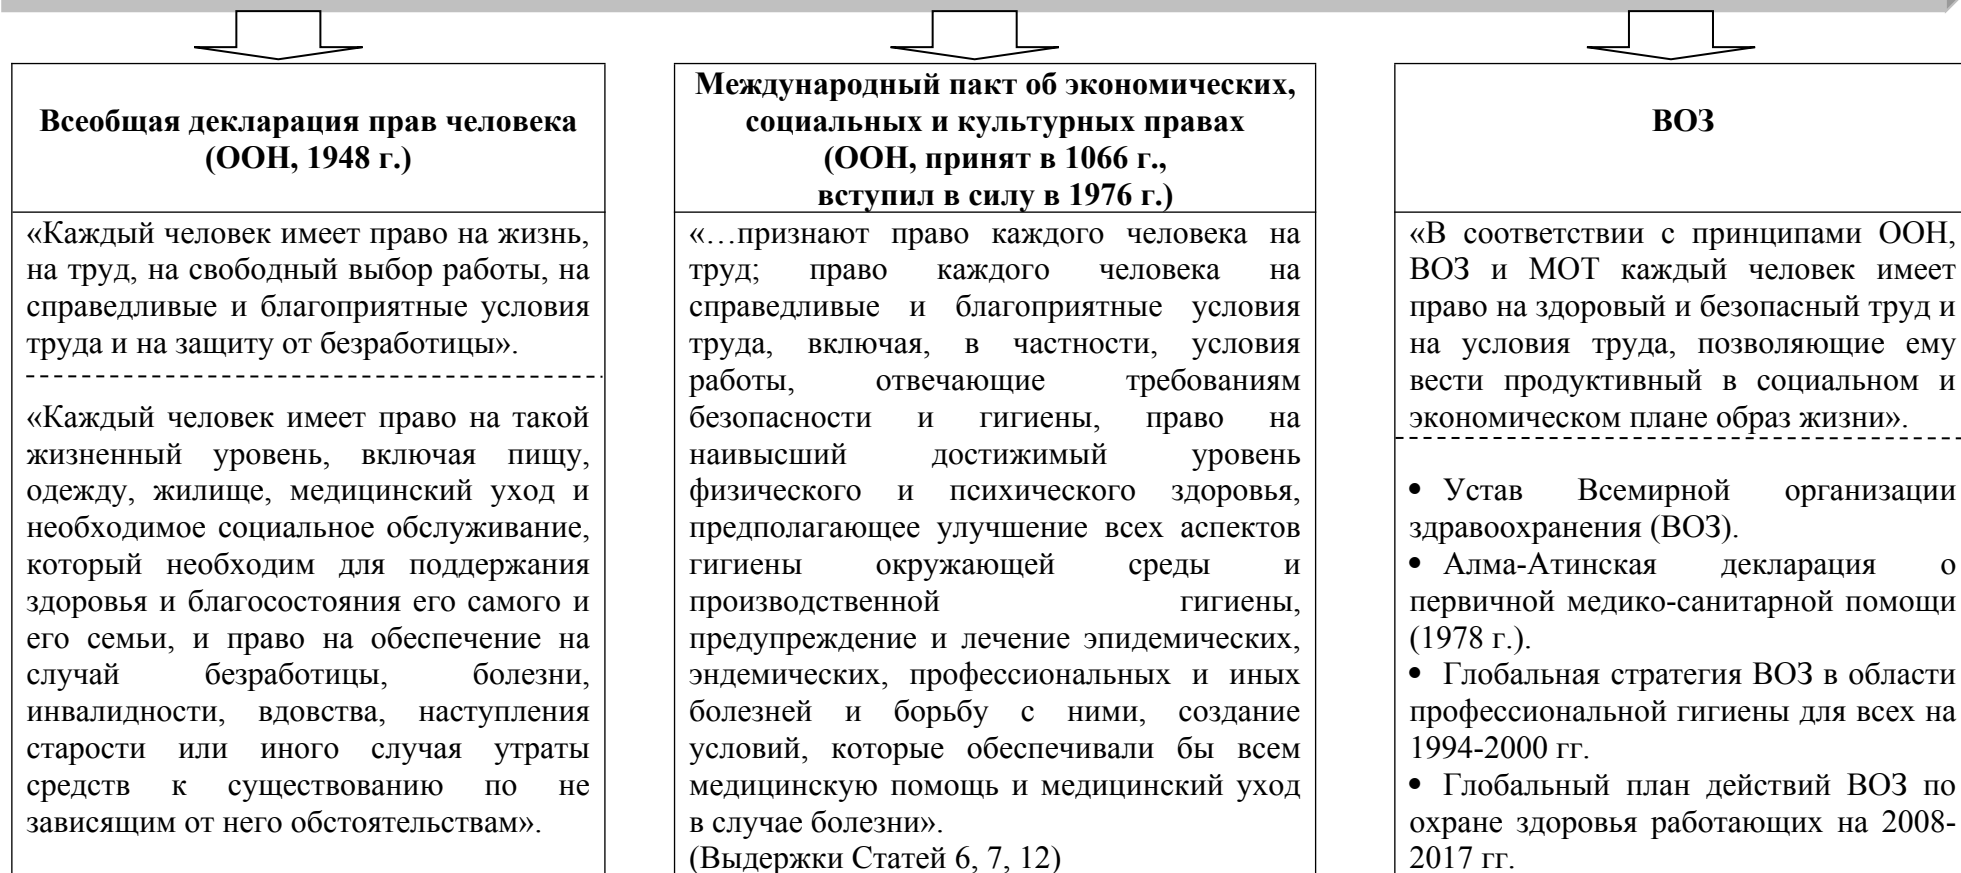 Всеобщая декларация прав человека
(ООН, 1948 г.)
«Каждый человек имеет право на жизнь,
на труд, на свободный выбор работы, на
справедливые и благоприятные условия
труда и на защиту от безработицы».
«Каждый человек имеет право на такой
жизненный уровень, включая пищу,
одежду, жилище, медицинский уход и
необходимое социальное обслуживание,
который необходим для поддержания
здоровья и благосостояния его самого и
его семьи, и право на обеспечение на
случай безработицы, болезни,
инвалидности, вдовства, наступления
старости или иного случая утраты
средств к существованию по не
зависящим от него обстоятельствам».
Международный пакт об экономических,
социальных и культурных правах
(ООН, принят в 1066 г.,
вступил в силу в 1976 г.)
«…признают право каждого человека на
труд; право каждого человека на
справедливые и благоприятные условия
труда, включая, в частности, условия
работы, отвечающие требованиям
безопасности и гигиены, право на
наивысший достижимый уровень
физического и психического здоровья,
предполагающее улучшение всех аспектов
гигиены окружающей среды и
производственной гигиены,
предупреждение и лечение эпидемических,
эндемических, профессиональных и иных
болезней и борьбу с ними, создание
условий, которые обеспечивали бы всем
медицинскую помощь и медицинский уход
в случае болезни».
(Выдержки Статей 6, 7, 12)
ВОЗ
«В соответствии с принципами ООН,
ВОЗ и МОТ каждый человек имеет
право на здоровый и безопасный труд и
на условия труда, позволяющие ему
вести продуктивный в социальном и
экономическом плане образ жизни».
• Устав Всемирной организации
здравоохранения (ВОЗ).
• Алма-Атинская декларация о
первичной медико-санитарной помощи
(1978 г.).
• Глобальная стратегия ВОЗ в области
профессиональной гигиены для всех на
1994-2000 гг.
• Глобальный план действий ВОЗ по
охране здоровья работающих на 2008-
2017 гг.